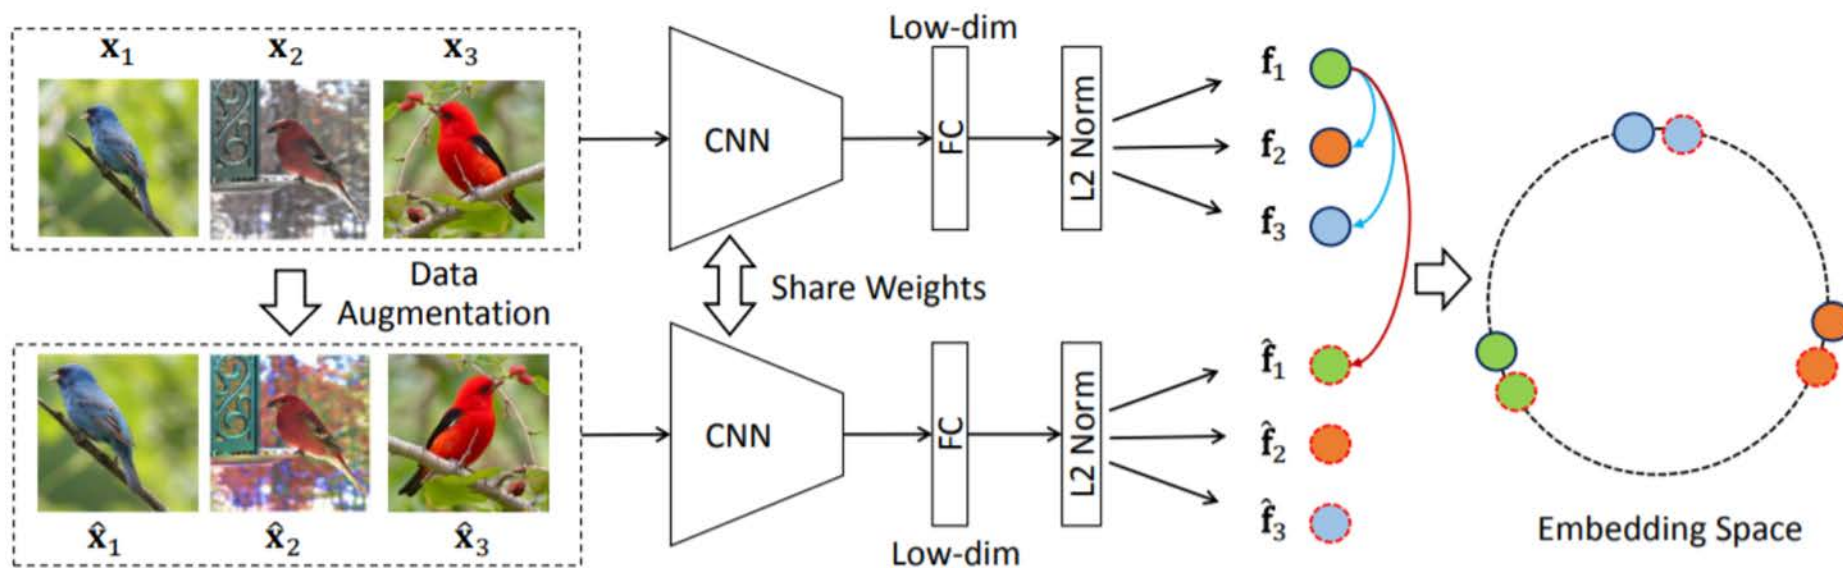 x₁ x₂ x₃
CNN
Low-dim
FC
L2 Norm
f₁
f₂
f₃
Data
Augmentation
Share Weights
x̂₁ x̂₂ x̂₃
CNN
FC
Low-dim
L2 Norm
f̂₁
f̂₂
f̂₃
Embedding Space